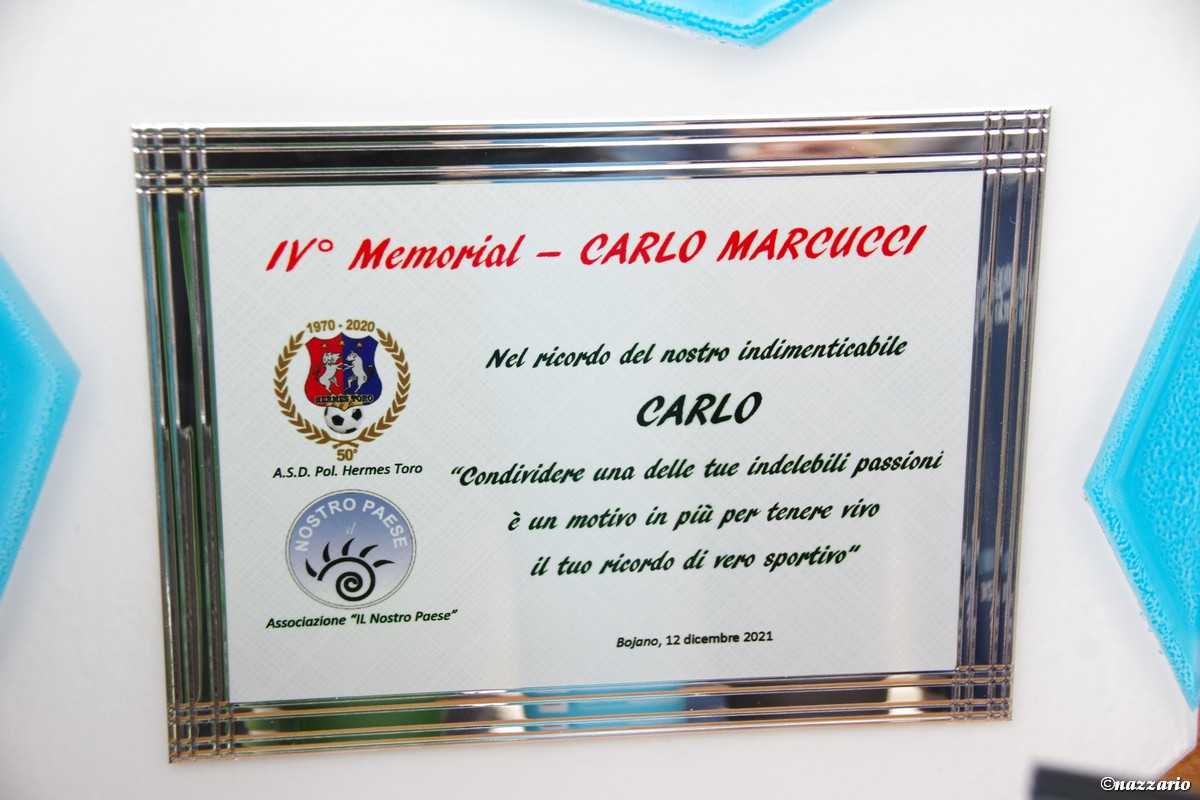 IV° Memorial – CARLO MARCUCCI
1970 - 2020
HERMES TORO
50°
A.S.D. Pol. Hermes Toro
NOSTRO PAESE
il
Associazione "IL Nostro Paese"
Nel ricordo del nostro indimenticabile
CARLO
"Condividere una delle tue indelebili passioni
è un motivo in più per tenere vivo
il tuo ricordo di vero sportivo"
Bojano, 12 dicembre 2021
©nazzario